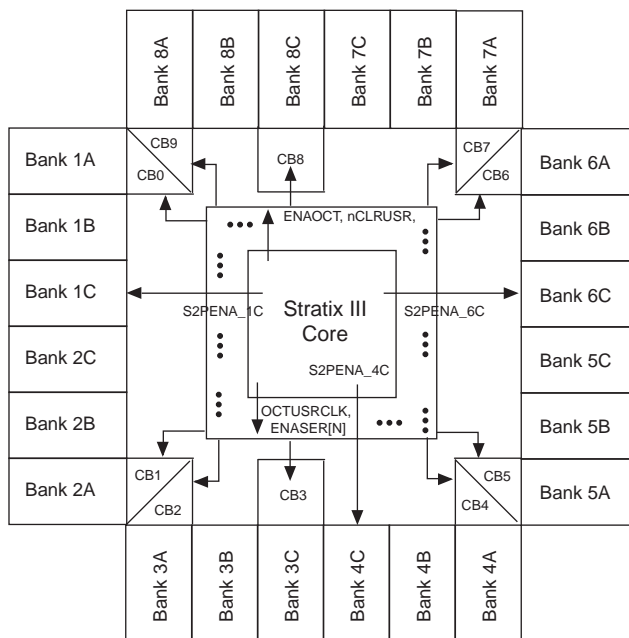 Bank 8A
Bank 8B
Bank 8C
Bank 7C
Bank 7B
Bank 7A
Bank 1A
CB9
CB0
CB8
CB7
CB6
Bank 6A
Bank 1B
ENAOCT, nCLRUSR,
Bank 6B
Bank 1C
S2PENA_1C
Stratix III
Core
S2PENA_6C
Bank 6C
Bank 2C
S2PENA_4C
Bank 5C
Bank 2B
OCTUSRCLK,
ENASER[N]
Bank 5B
Bank 2A
CB1
CB2
CB3
CB5
CB4
Bank 5A
Bank 3A
Bank 3B
Bank 3C
Bank 4C
Bank 4B
Bank 4A